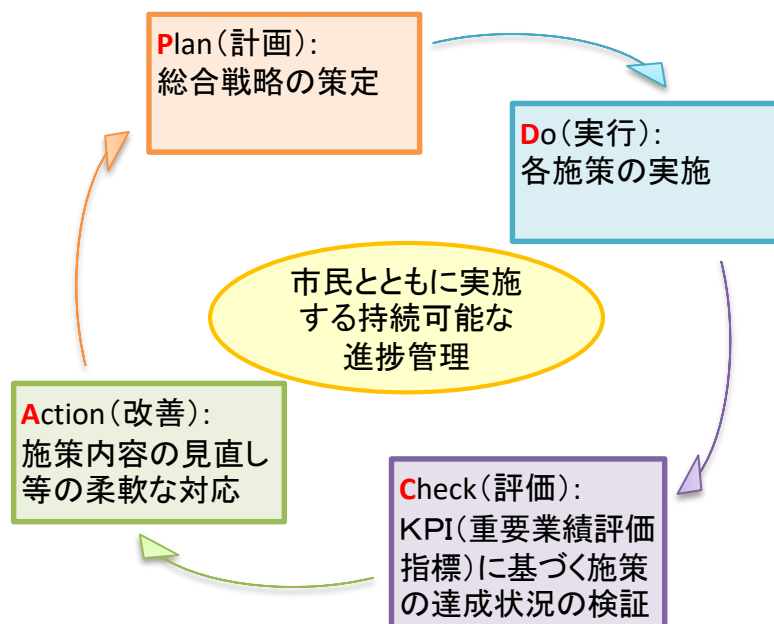 Plan(計画):
総合戦略の策定
Do(実行):
各施策の実施
市民とともに実施
する持続可能な
進捗管理
Action(改善):
施策内容の見直し
等の柔軟な対応
Check(評価):
KPI(重要業績評価
指標)に基づく施策
の達成状況の検証